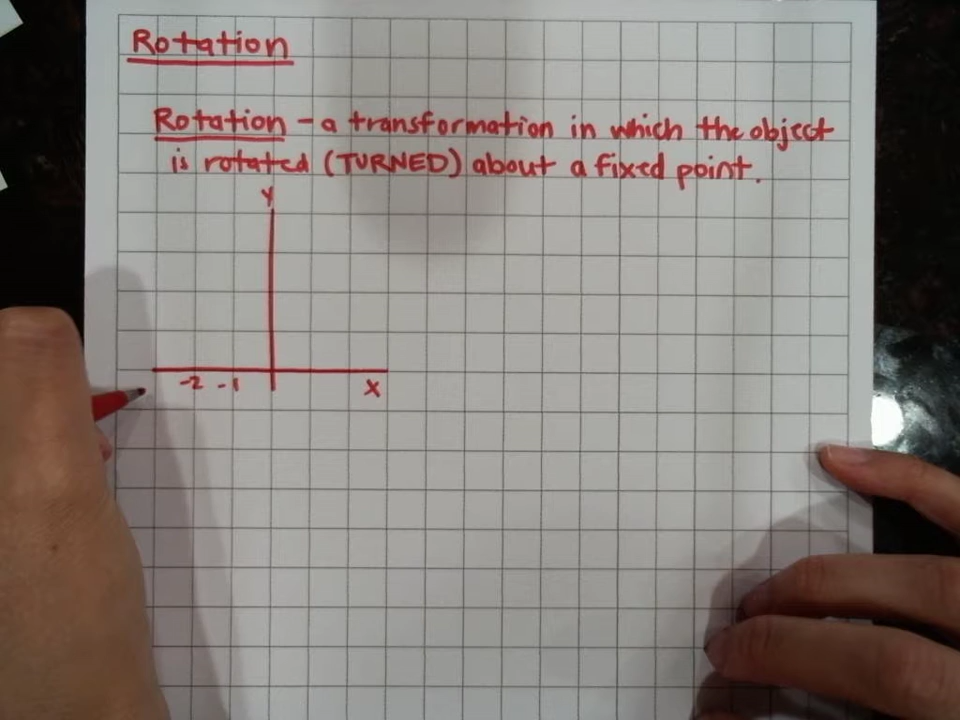 Rotation
Rotation - a transformation in which the object
is rotated (TURNED) about a fixed point.
Y
-2 -1 X